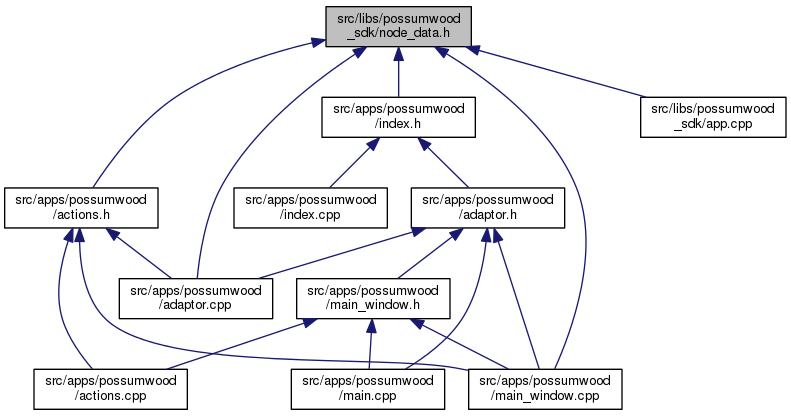 src/libs/possumwood
_sdk/node_data.h
src/apps/possumwood
/index.h
src/libs/possumwood
_sdk/app.cpp
src/apps/possumwood
/actions.h
src/apps/possumwood
/index.cpp
src/apps/possumwood
/adaptor.h
src/apps/possumwood
/adaptor.cpp
src/apps/possumwood
/main_window.h
src/apps/possumwood
/actions.cpp
src/apps/possumwood
/main.cpp
src/apps/possumwood
/main_window.cpp